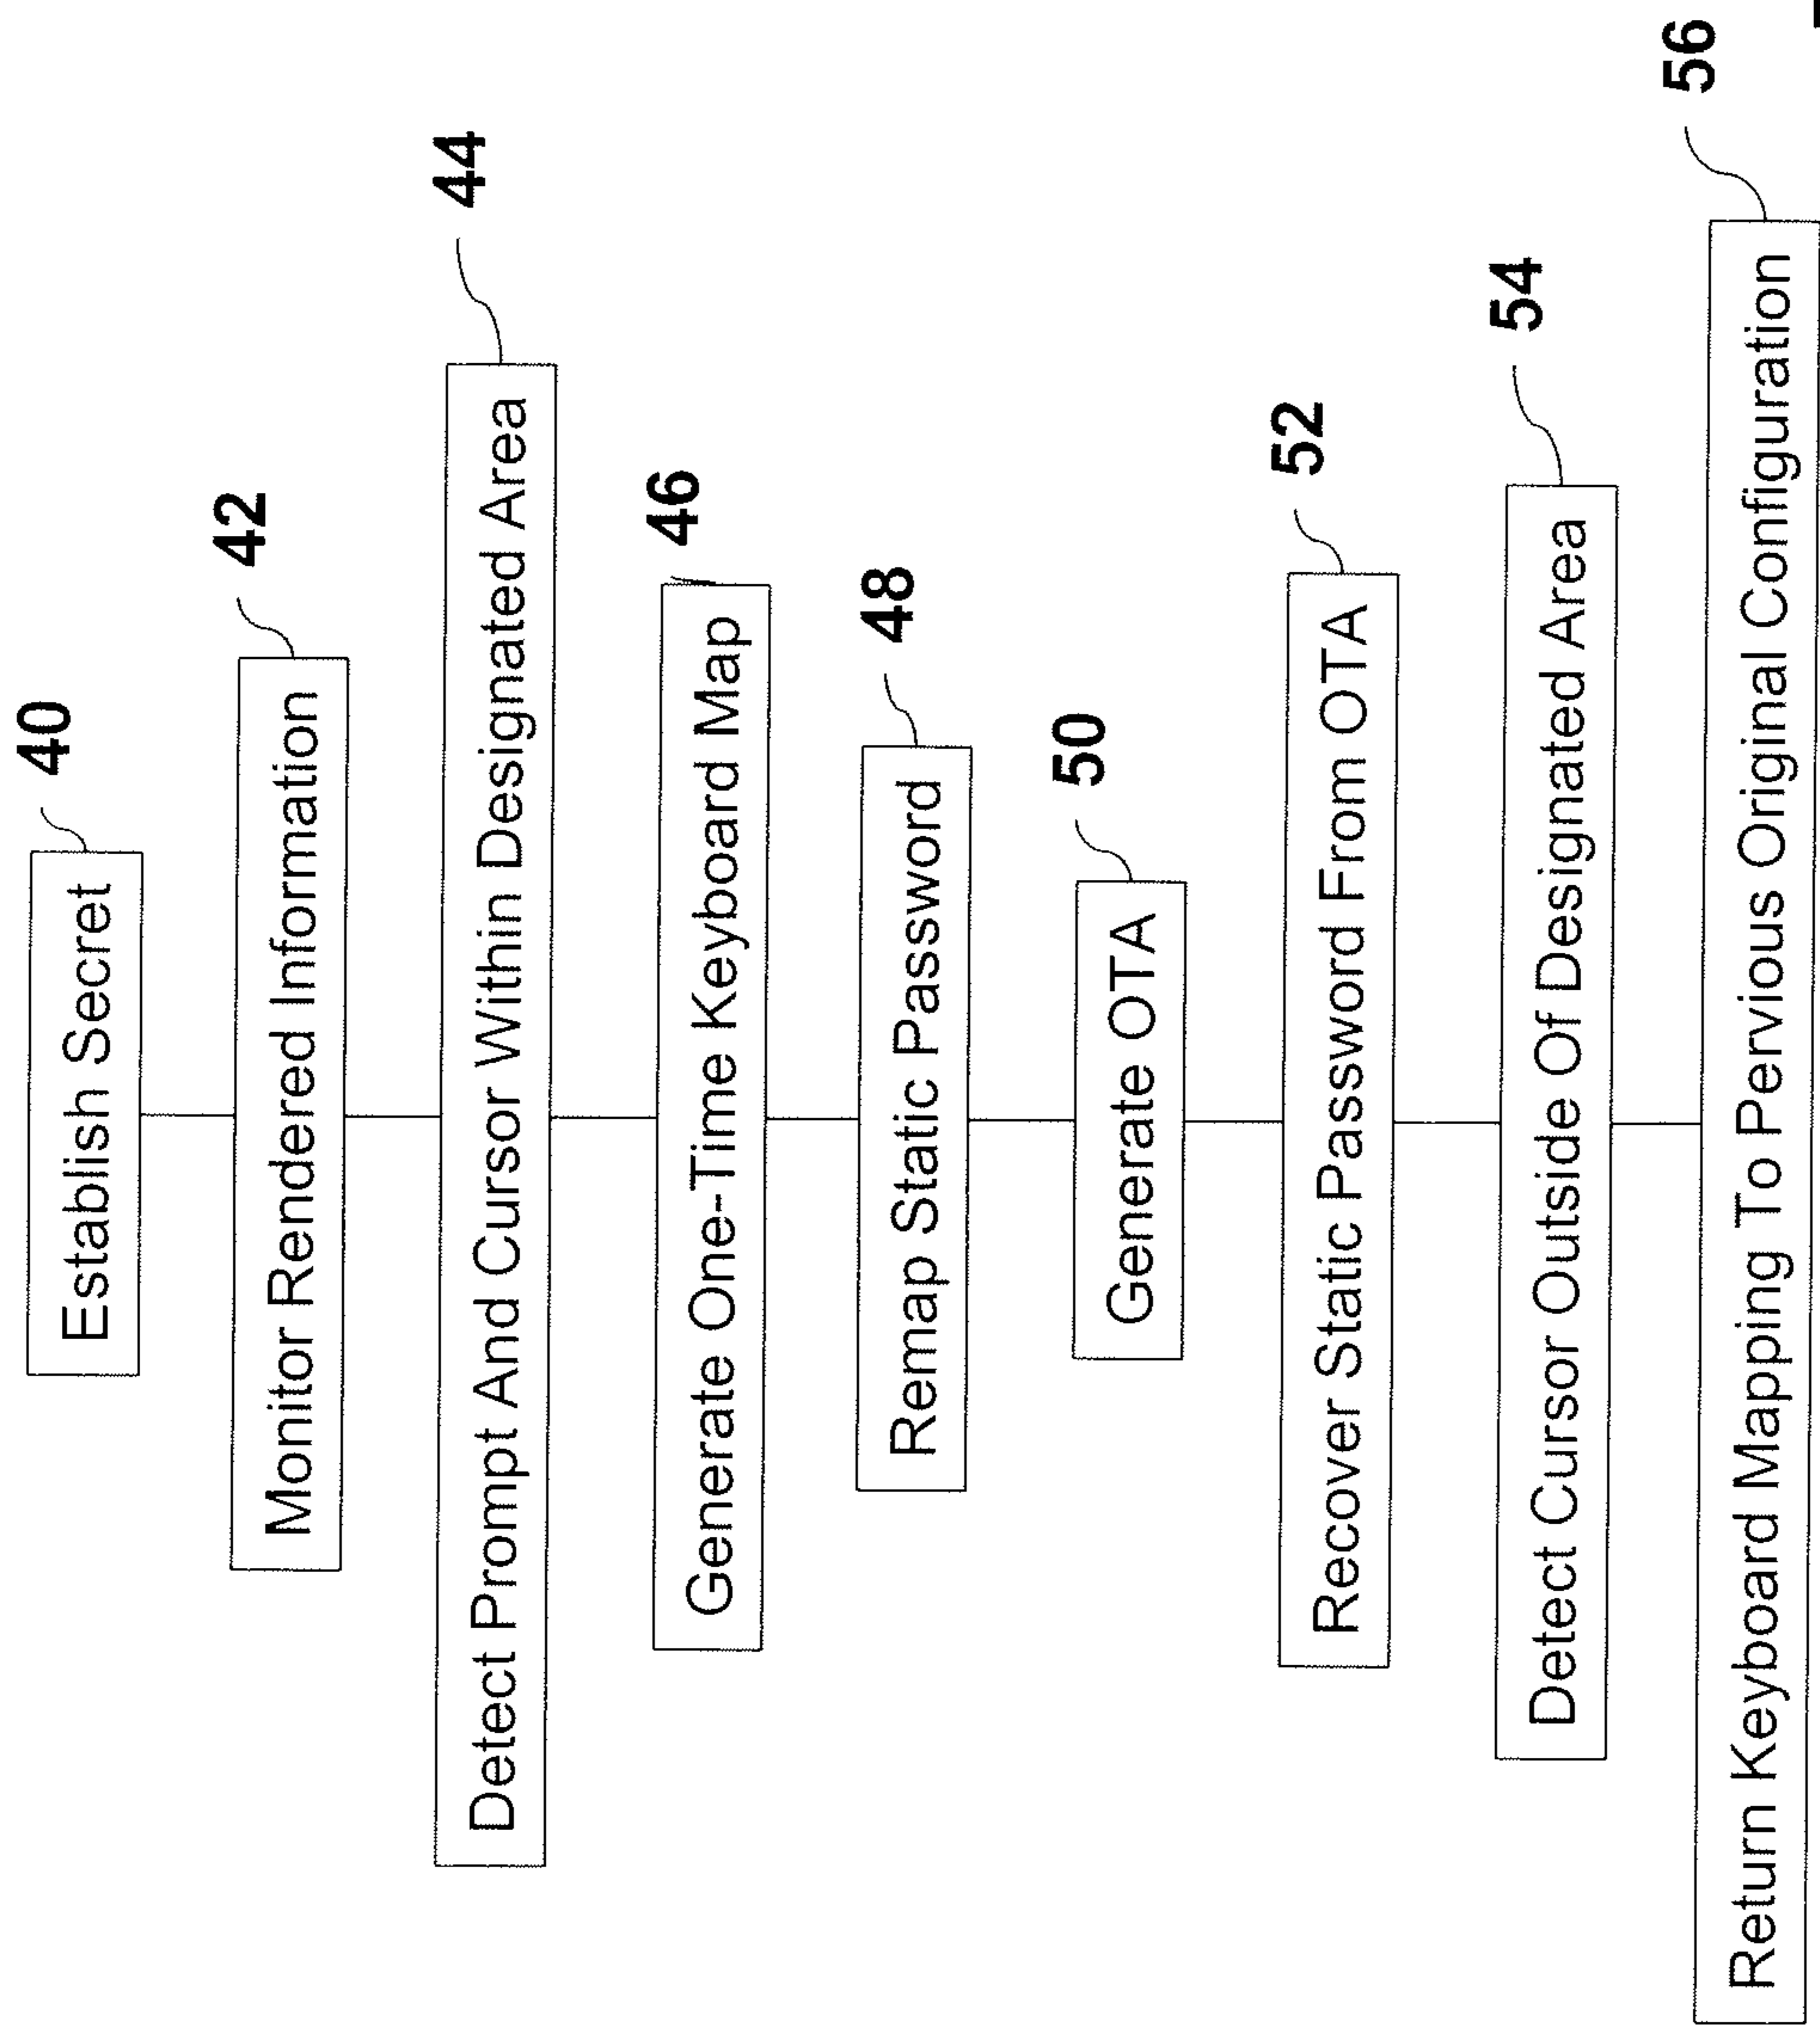 Establish Secret
40
Monitor Rendered Information
42
Detect Prompt And Cursor Within Designated Area
44
Generate One-Time Keyboard Map
46
Remap Static Password
48
Generate OTA
50
Recover Static Password From OTA
52
Detect Cursor Outside Of Designated Area
54
Return Keyboard Mapping To Pervious Original Configuration
56